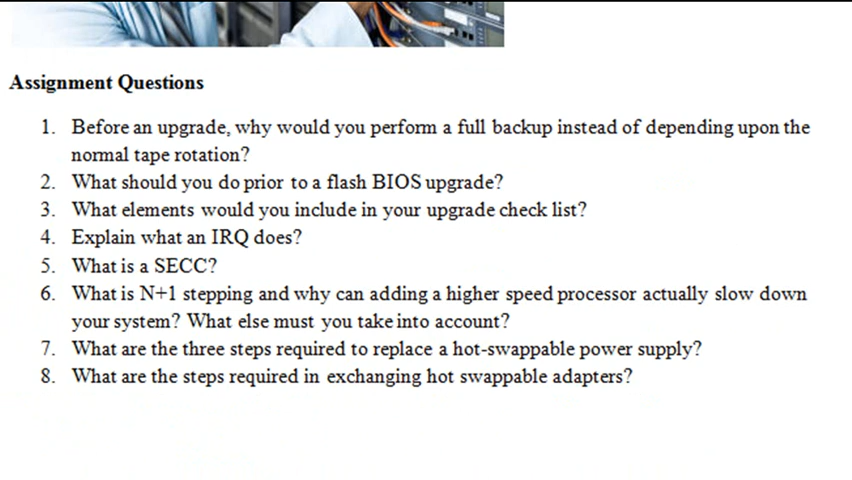 Assignment Questions
1. Before an upgrade, why would you perform a full backup instead of depending upon the
normal tape rotation?
2. What should you do prior to a flash BIOS upgrade?
3. What elements would you include in your upgrade check list?
4. Explain what an IRQ does?
5. What is a SECC?
6. What is N+1 stepping and why can adding a higher speed processor actually slow down
your system? What else must you take into account?
7. What are the three steps required to replace a hot-swappable power supply?
8. What are the steps required in exchanging hot swappable adapters?